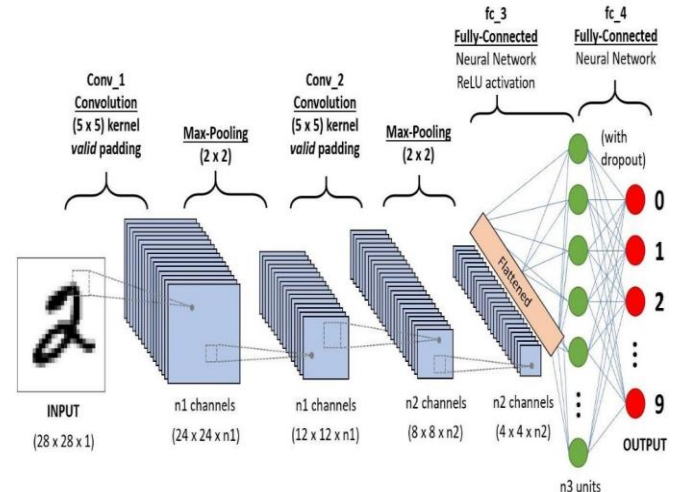 fc_3
Fully-Connected
Neural Network
ReLU activation
fc_4
Fully-Connected
Neural Network
Conv_1
Convolution
(5 x 5) kernel
valid padding
Max-Pooling
(2 x 2)
Conv_2
Convolution
(5 x 5) kernel
valid padding
Max-Pooling
(2 x 2)
(with
dropout)
Flattened
0
1
2
9
2
INPUT
(28 x 28 x 1)
n1 channels
(24 x 24 x n1)
n1 channels
(12 x 12 x n1)
n2 channels
(8 x 8 x n2)
n2 channels
(4 x 4 x n2)
OUTPUT
n3 units